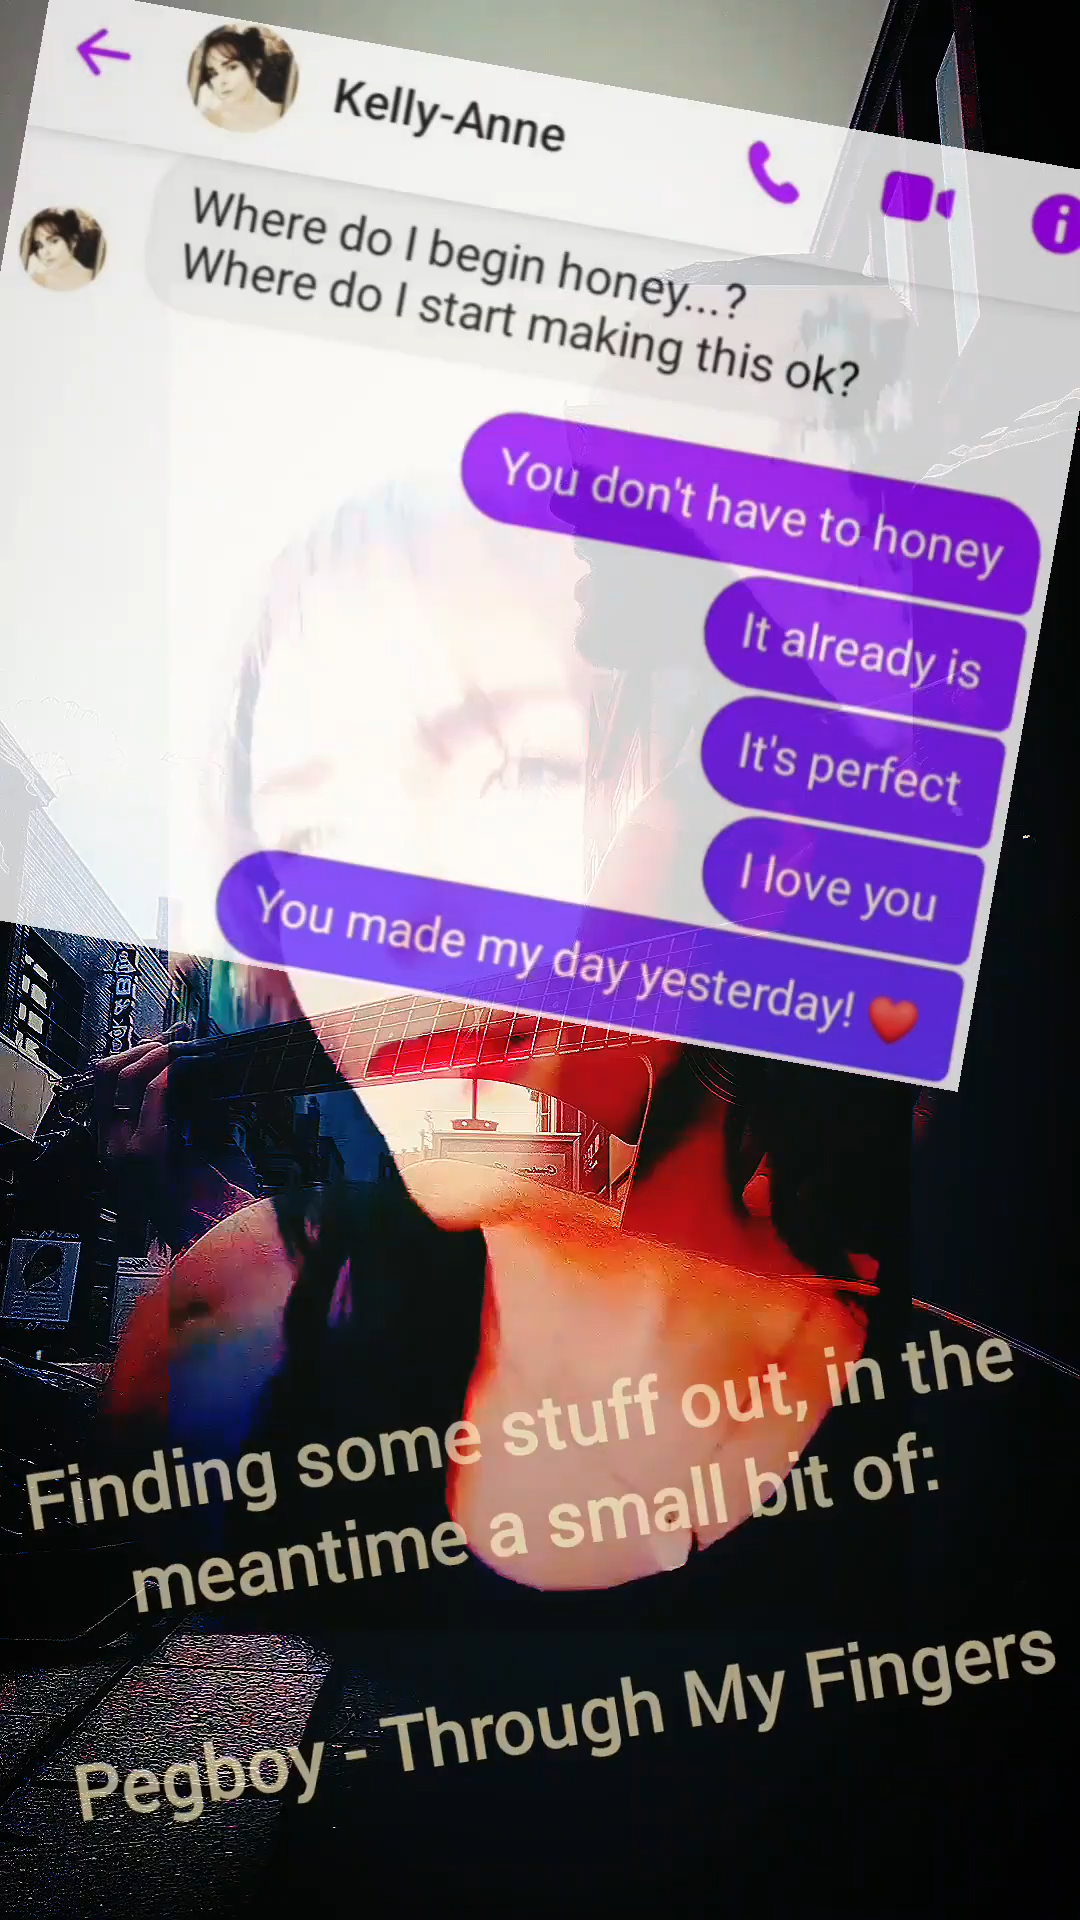 Kelly-Anne
Where do I begin honey...?
Where do I start making this ok?
You don't have to honey
It already is
It's perfect
I love you
You made my day yesterday! ❤️
Finding some stuff out, in the
meantime a small bit of:
Pegboy - Through My Fingers